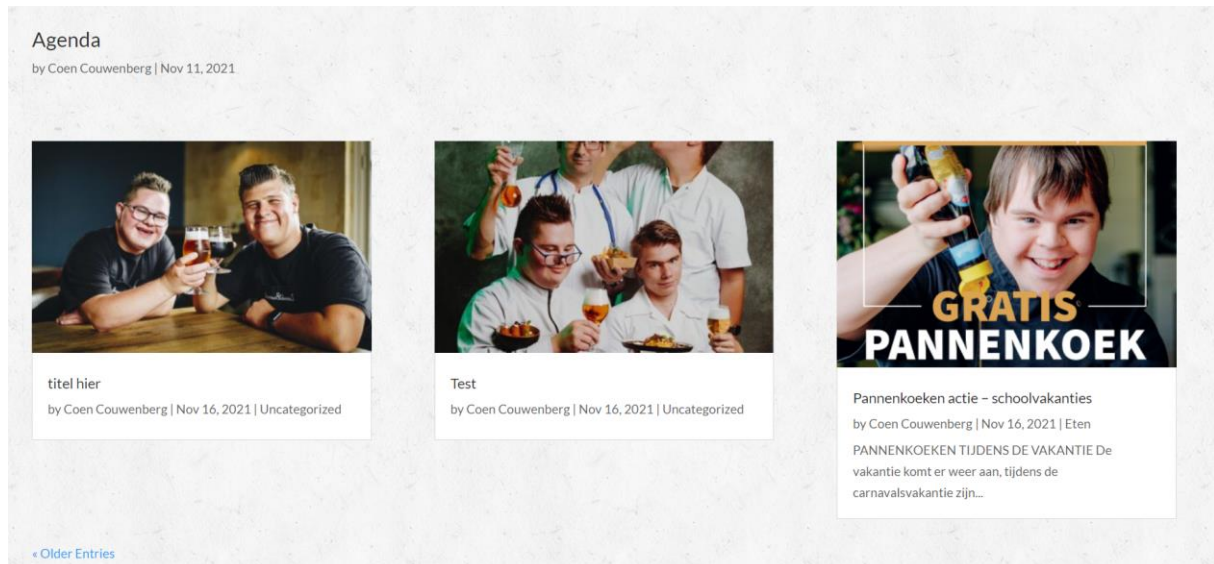 Agenda
by Coen Couwenberg | Nov 11, 2021
titel hier
by Coen Couwenberg | Nov 16, 2021 | Uncategorized
Test
by Coen Couwenberg | Nov 16, 2021 | Uncategorized
GRATIS
PANNENKOEK
Pannenkoeken actie – schoolvakanties
by Coen Couwenberg | Nov 16, 2021 | Eten
PANNENKOEKEN TIJDENS DE VAKANTIE De
vakantie komt er weer aan, tijdens de
carnavalsvakantie zijn...
« Older Entries